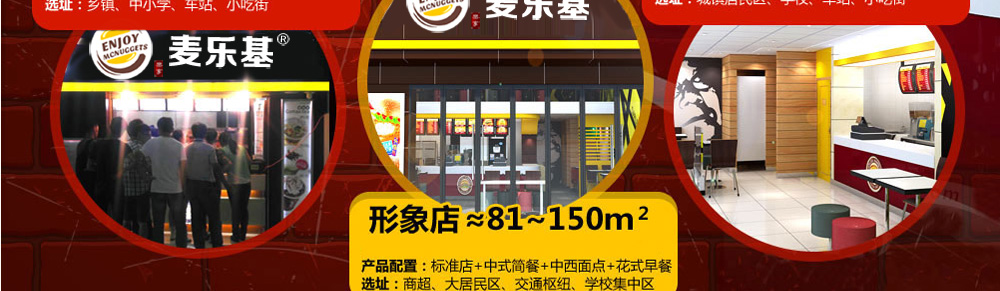 选址：乡镇、中小学、车站、小吃街
选址：城镇居民区、学校、车站、小吃街
ENJOY
MCNUGGETS
麦乐基®
ENJOY
MCNUGGETS
麦乐基
形象店≈81~150m²
产品配置：标准店+中式简餐+中西面点+花式早餐
选址：商超、大居民区、交通枢纽、学校集中区